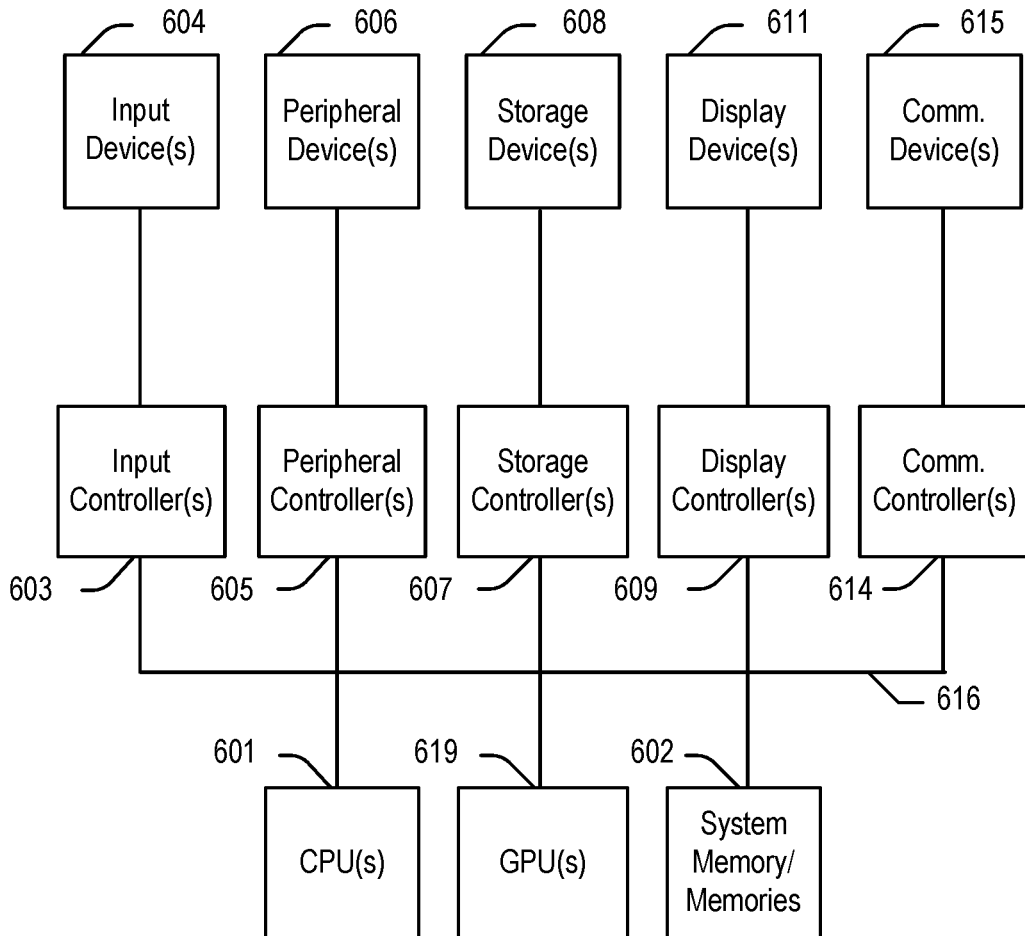 604
606
608
611
615
Input
Device(s)
Peripheral
Device(s)
Storage
Device(s)
Display
Device(s)
Comm.
Device(s)
Input
Controller(s)
Peripheral
Controller(s)
Storage
Controller(s)
Display
Controller(s)
Comm.
Controller(s)
603
605
607
609
614
616
601
619
602
CPU(s)
GPU(s)
System
Memory/
Memories